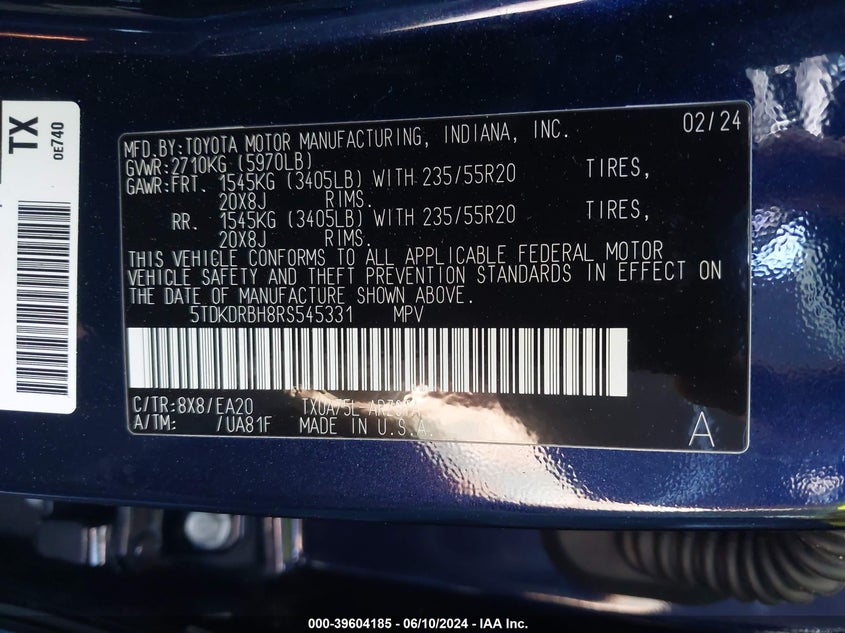 TX
0E740
MFD.BY:TOYOTA MOTOR MANUFACTURING, INDIANA, INC. 02/24
GVWR:2710KG (5970LB)
GAWR:FRT. 1545KG (3405LB) WITH 235/55R20 TIRES,
20X8J RIMS.
RR. 1545KG (3405LB) WITH 235/55R20 TIRES,
20X8J RIMS.
THIS VEHICLE CONFORMS TO ALL APPLICABLE FEDERAL MOTOR
VEHICLE SAFETY AND THEFT PREVENTION STANDARDS IN EFFECT ON
THE DATE OF MANUFACTURE SHOWN ABOVE.
5TDKDRBH8RS545331 MPV
C/TR:8X8/EA20
A/TM: /UA81F MADE IN U.S.A.
A
000-39604185 - 06/10/2024 - IAA Inc.